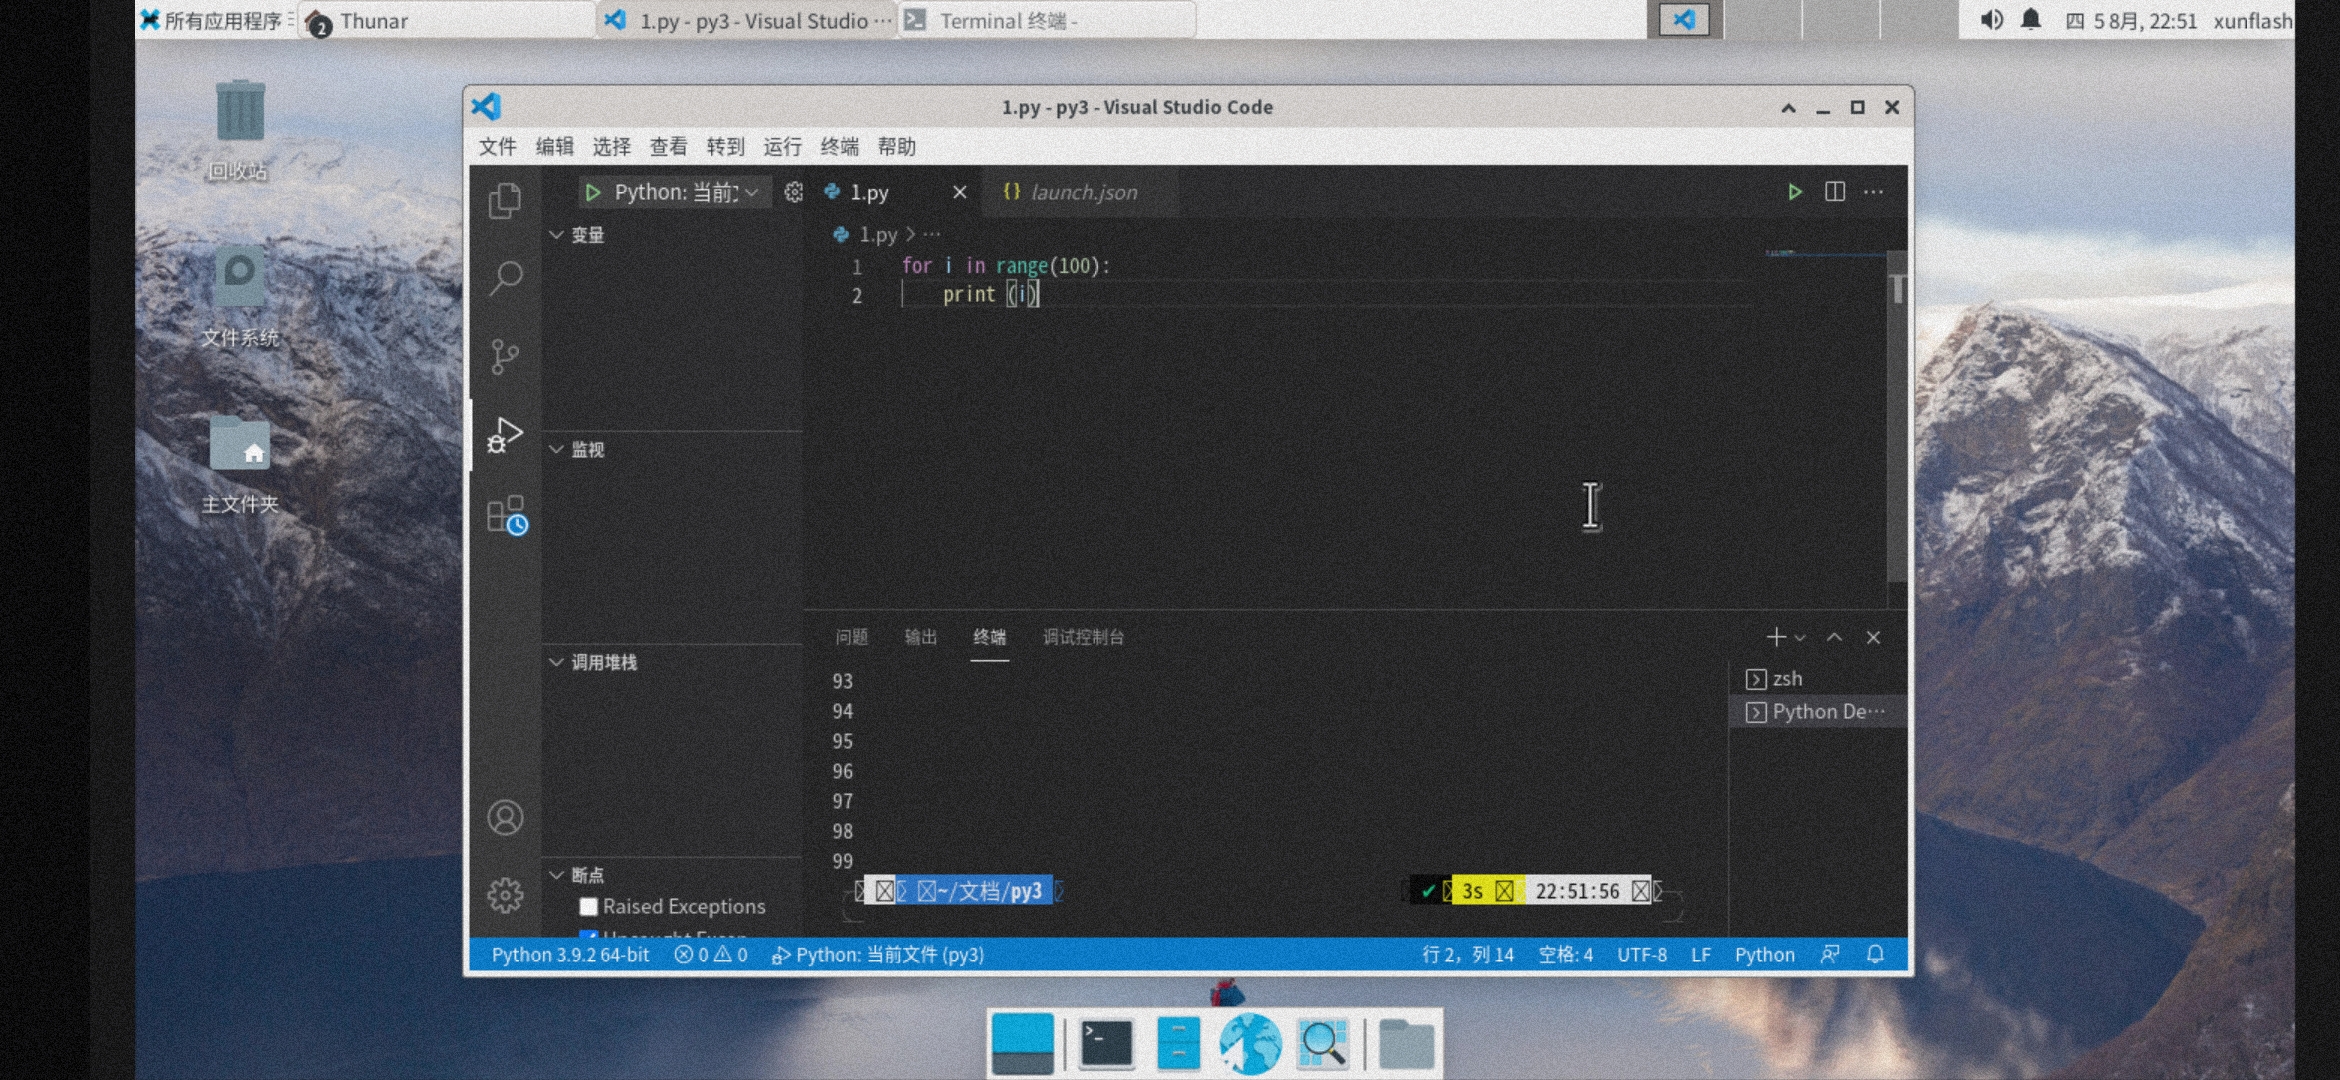 所有应用程序
2 Thunar
1.py - py3 - Visual Studio ···
Terminal 终端 -
四 5 8月, 22:51 xunflash
回收站
文件系统
主文件夹
1.py - py3 - Visual Studio Code
文件 编辑 选择 查看 转到 运行 终端 帮助
Python: 当前
1.py
{} launch.json
变量
1.py > ···
1 for i in range(100):
2 print (i)
监视
调用堆栈
断点
Raised Exceptions
问题 输出 终端 调试控制台
93
94
95
96
97
98
99
~/文档/py3
✔ 3s 22:51:56
zsh
Python De···
Python 3.9.2 64-bit 0 0 Python: 当前文件 (py3)
行 2，列 14 空格: 4 UTF-8 LF Python